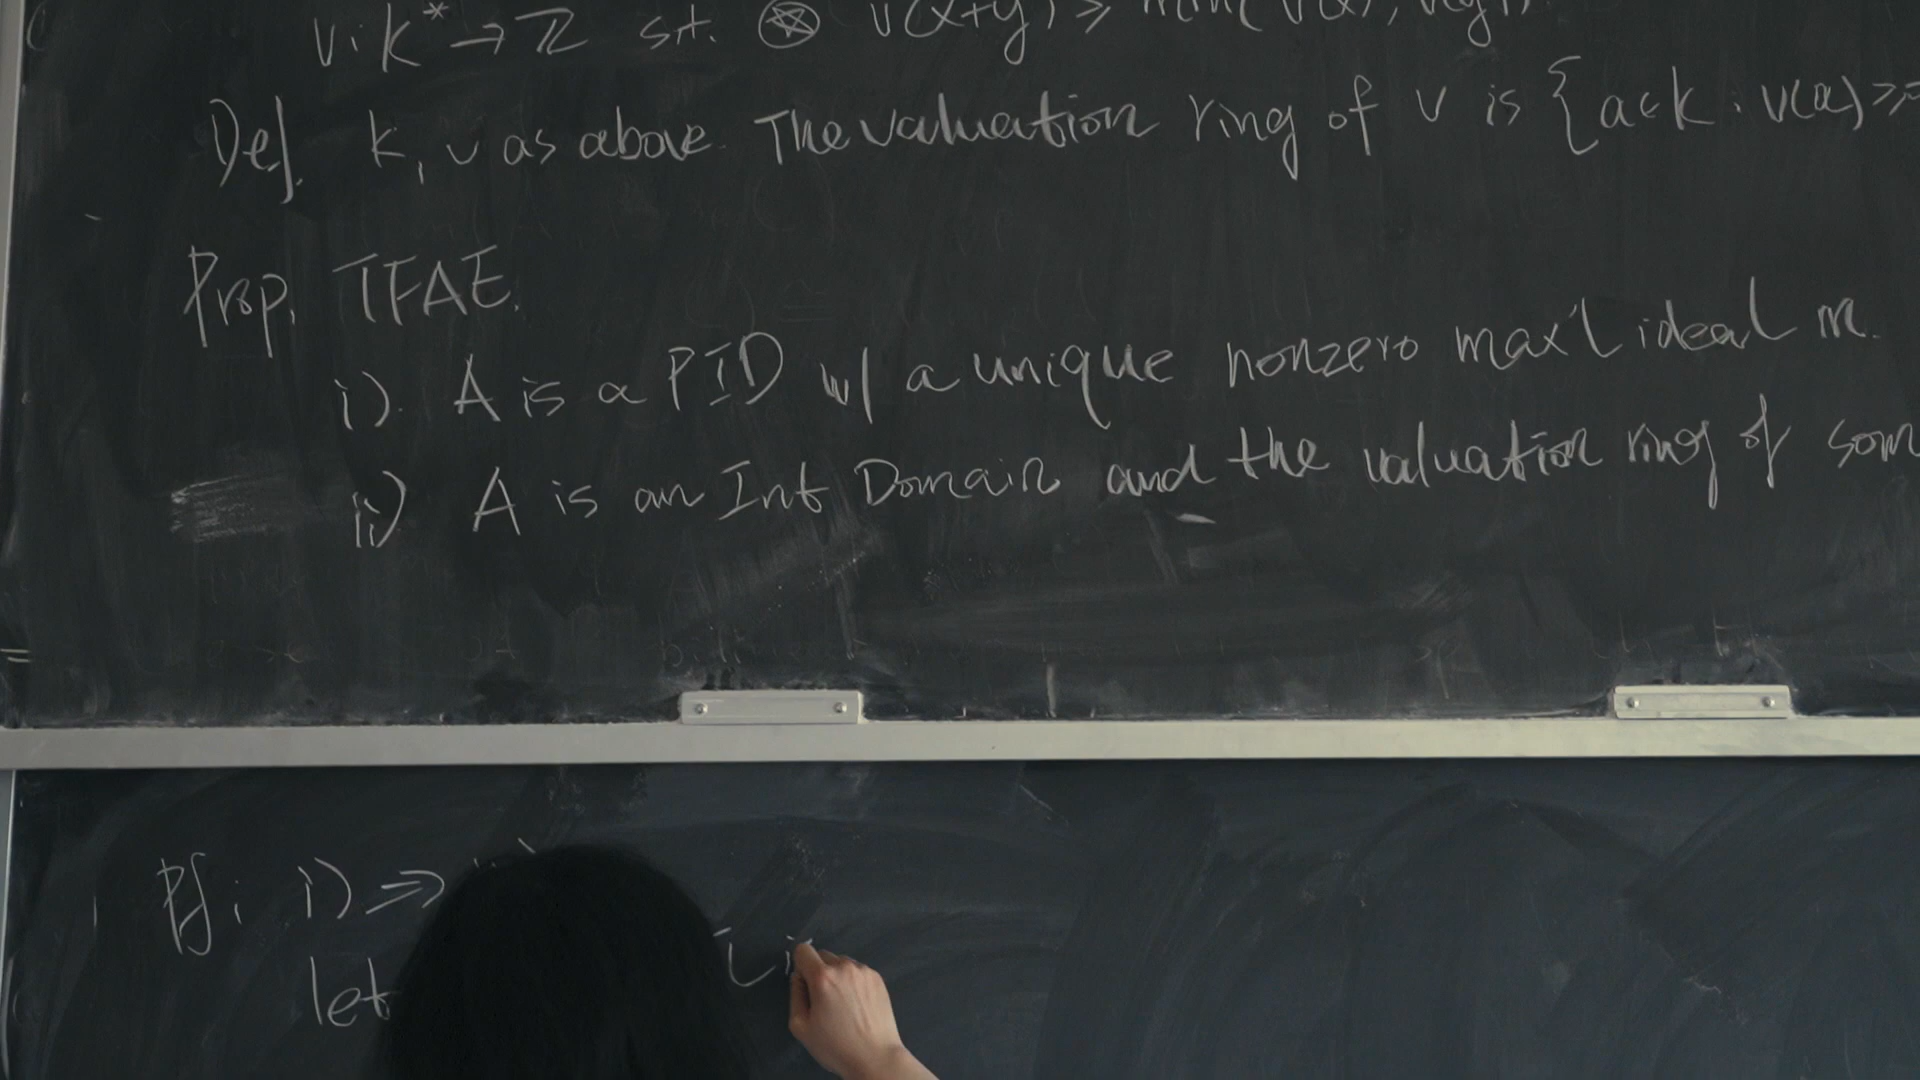 v: k* → ℤ st. ⊛ v(x+y) ≥ min( v(x), v(y) )
Def. k, v as above. The valuation ring of v is {a ∈ k : v(a) ≥
Prop. TFAE.
i). A is a PID w/ a unique nonzero max'l ideal m.
ii) A is an Int Domain and the valuation ring of som
Pf: i) ⇒
let